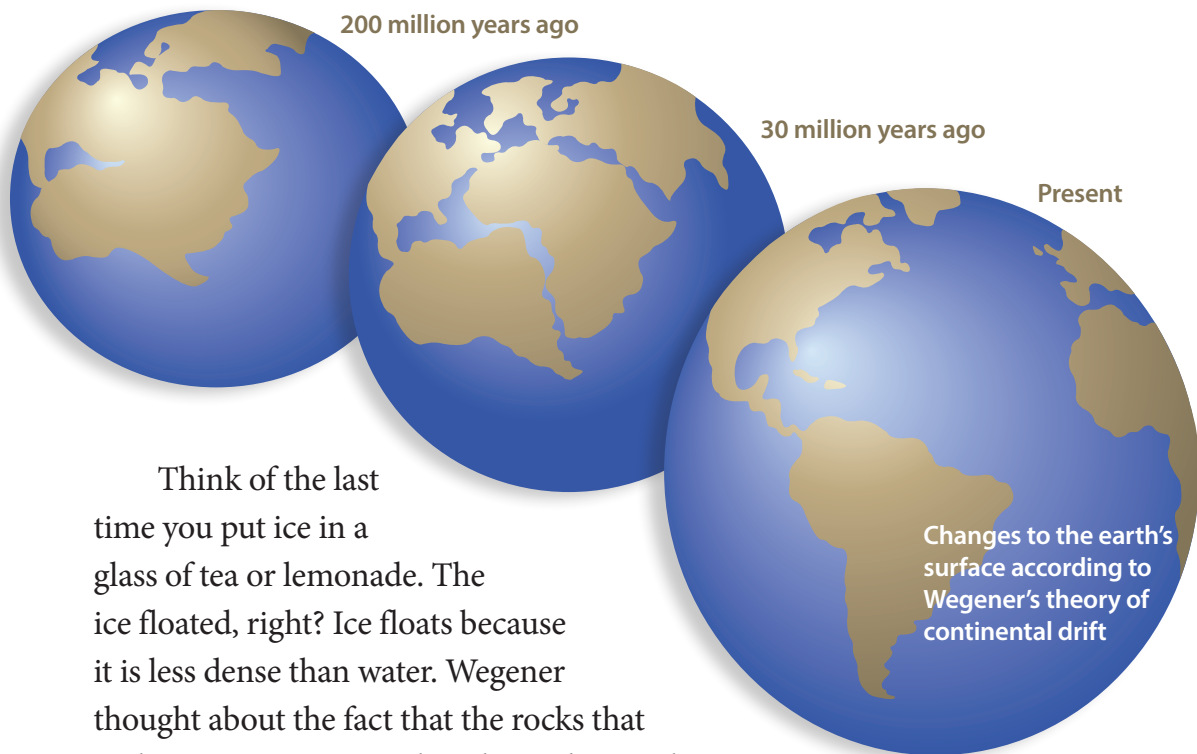 200 million years ago
30 million years ago
Present
Changes to the earth's
surface according to
Wegener's theory of
continental drift
Think of the last
time you put ice in a
glass of tea or lemonade. The
ice floated, right? Ice floats because
it is less dense than water. Wegener
thought about the fact that the rocks that